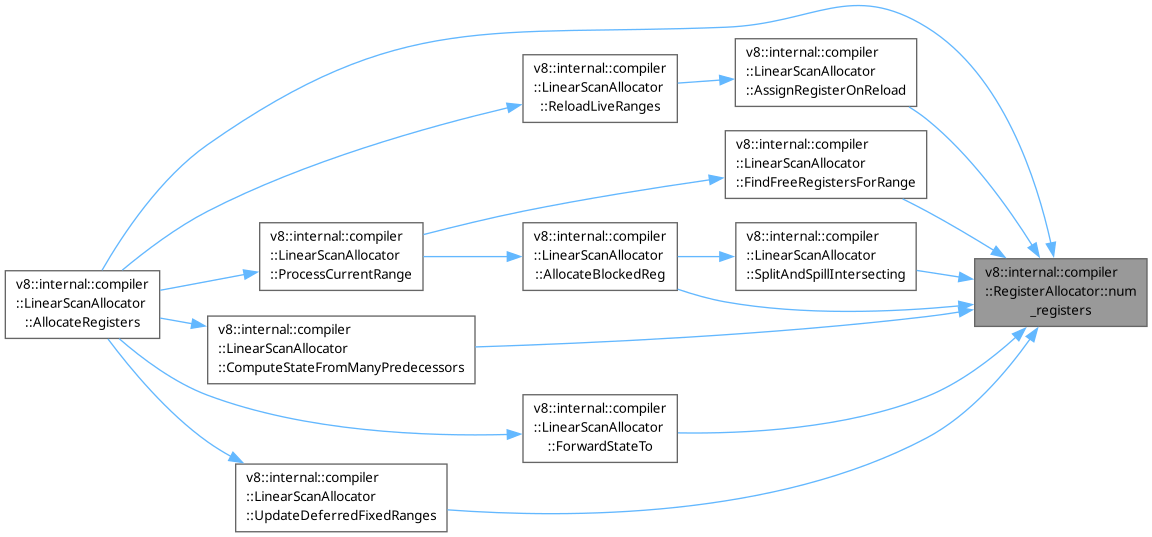 v8::internal::compiler
::LinearScanAllocator
::AllocateRegisters
v8::internal::compiler
::LinearScanAllocator
::ReloadLiveRanges
v8::internal::compiler
::LinearScanAllocator
::AssignRegisterOnReload
v8::internal::compiler
::LinearScanAllocator
::FindFreeRegistersForRange
v8::internal::compiler
::LinearScanAllocator
::ProcessCurrentRange
v8::internal::compiler
::LinearScanAllocator
::AllocateBlockedReg
v8::internal::compiler
::LinearScanAllocator
::SplitAndSpillIntersecting
v8::internal::compiler
::RegisterAllocator::num
_registers
v8::internal::compiler
::LinearScanAllocator
::ComputeStateFromManyPredecessors
v8::internal::compiler
::LinearScanAllocator
::ForwardStateTo
v8::internal::compiler
::LinearScanAllocator
::UpdateDeferredFixedRanges